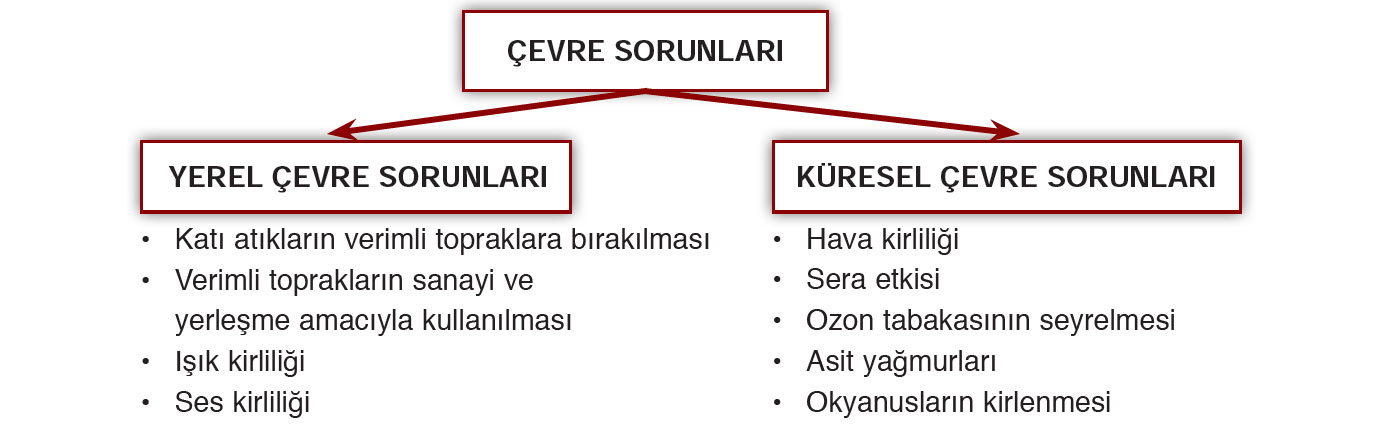 ÇEVRE SORUNLARI
YEREL ÇEVRE SORUNLARI
• Katı atıkların verimli topraklara bırakılması
• Verimli toprakların sanayi ve
yerleşme amacıyla kullanılması
• Işık kirliliği
• Ses kirliliği
KÜRESEL ÇEVRE SORUNLARI
• Hava kirliliği
• Sera etkisi
• Ozon tabakasının seyrelmesi
• Asit yağmurları
• Okyanusların kirlenmesi